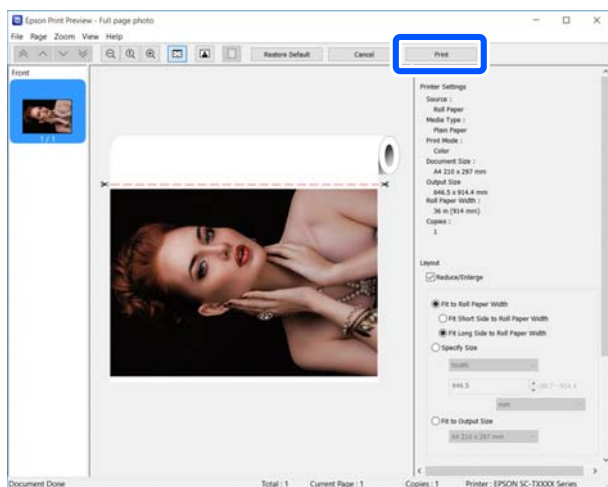 Epson Print Preview - Full page photo
File Page Zoom View Help
Restore Default Cancel Print
Front
1 / 1
Printer Settings
Source :
Roll Paper
Media Type :
Plain Paper
Print Mode :
Color
Document Size :
A4 210 x 297 mm
Output Size
646.5 x 914.4 mm
Roll Paper Width :
36 in (914 mm)
Copies :
1
Layout
Reduce/Enlarge
Fit to Roll Paper Width
Fit Short Side to Roll Paper Width
Fit Long Side to Roll Paper Width
Specify Size
Width
646.5
mm
Fit to Output Size
A4 210 x 297 mm
Document Done Total : 1 Current Page : 1 Copies : 1 Printer : EPSON SC-TXXXX Series